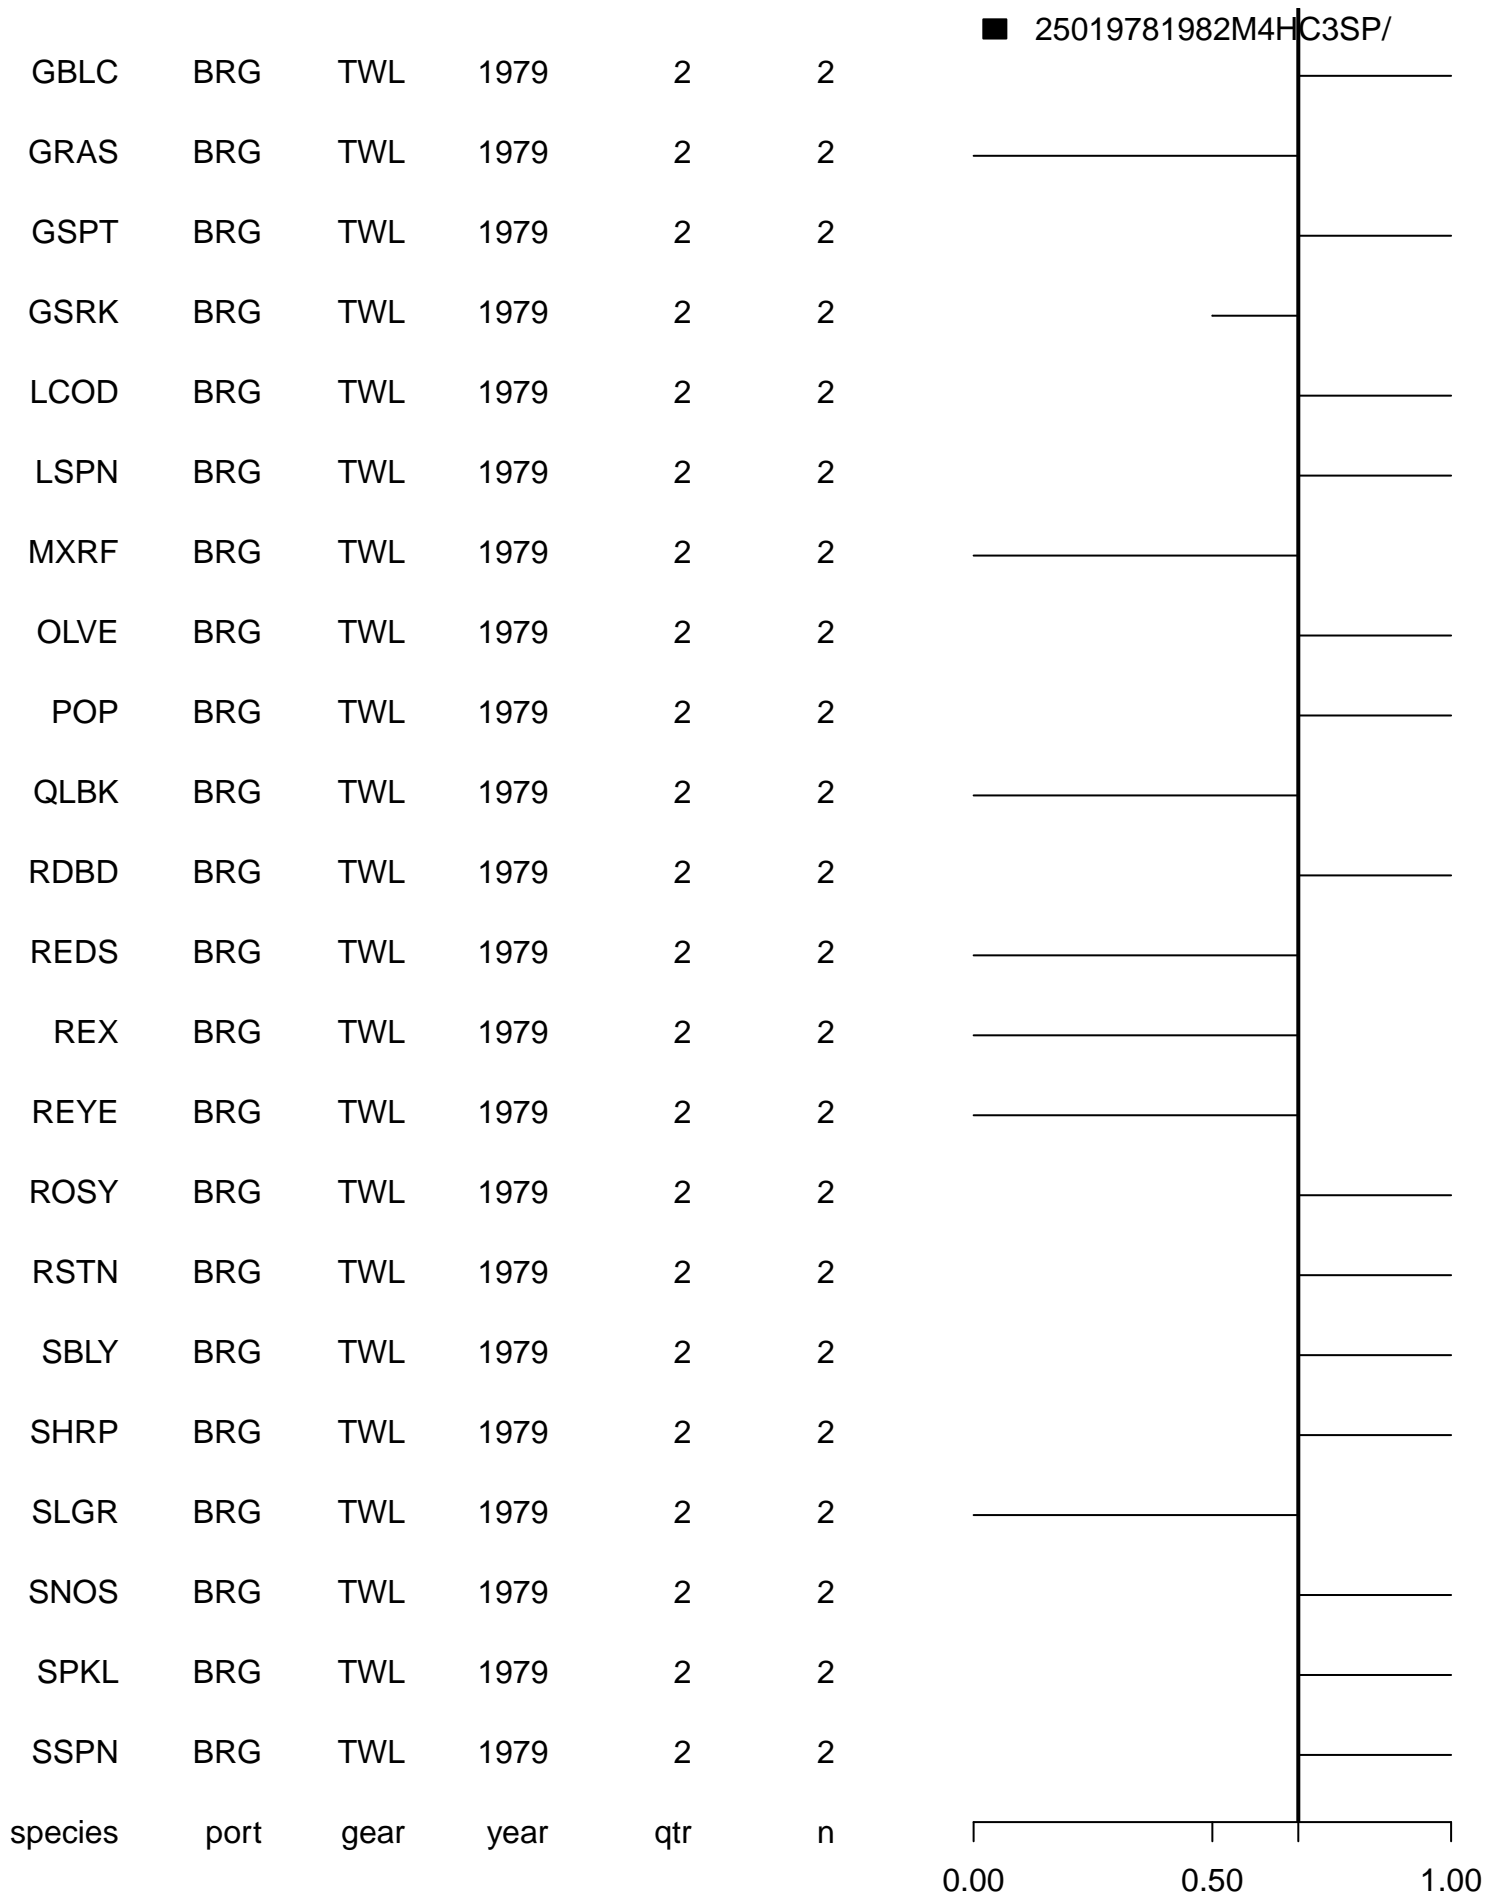 25019781982M4HC3SP/
GBLC BRG TWL 1979 2 2
GRAS BRG TWL 1979 2 2
GSPT BRG TWL 1979 2 2
GSRK BRG TWL 1979 2 2
LCOD BRG TWL 1979 2 2
LSPN BRG TWL 1979 2 2
MXRF BRG TWL 1979 2 2
OLVE BRG TWL 1979 2 2
POP BRG TWL 1979 2 2
QLBK BRG TWL 1979 2 2
RDBD BRG TWL 1979 2 2
REDS BRG TWL 1979 2 2
REX BRG TWL 1979 2 2
REYE BRG TWL 1979 2 2
ROSY BRG TWL 1979 2 2
RSTN BRG TWL 1979 2 2
SBLY BRG TWL 1979 2 2
SHRP BRG TWL 1979 2 2
SLGR BRG TWL 1979 2 2
SNOS BRG TWL 1979 2 2
SPKL BRG TWL 1979 2 2
SSPN BRG TWL 1979 2 2
species port gear year qtr n
0.00 0.50 1.00